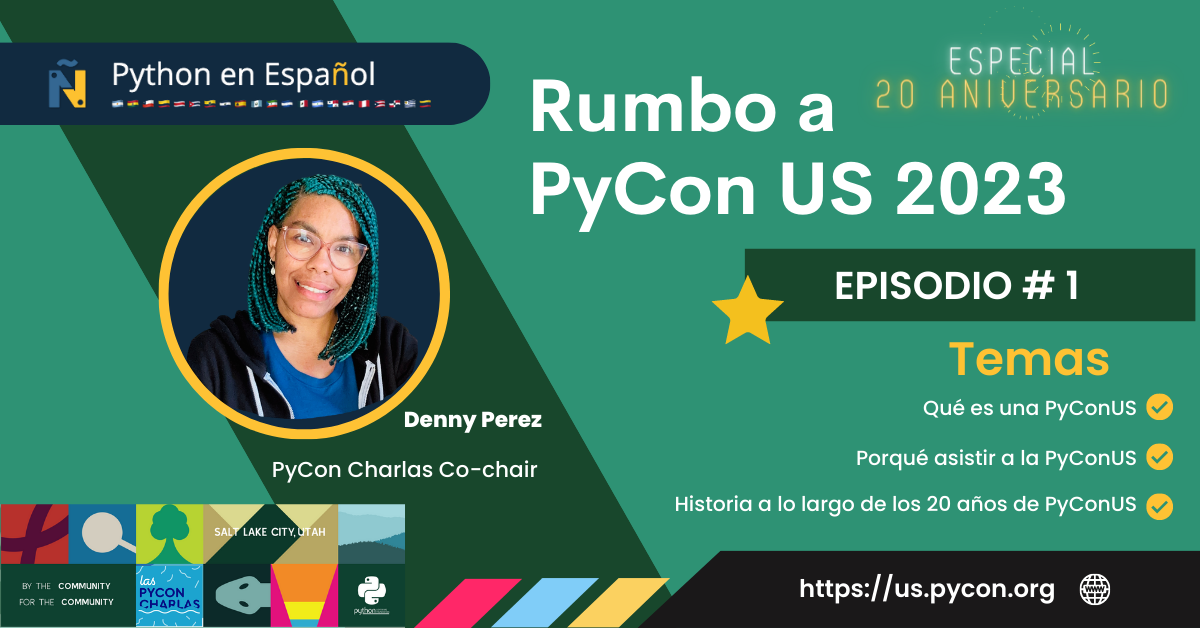 Python en Español
ESPECIAL
20 ANIVERSARIO
Rumbo a
PyCon US 2023
EPISODIO # 1
Temas
Qué es una PyConUS
Porqué asistir a la PyConUS
Historia a lo largo de los 20 años de PyConUS
Denny Perez
PyCon Charlas Co-chair
SALT LAKE CITY, UTAH
BY THE COMMUNITY
FOR THE COMMUNITY
las
PYCON
CHARLAS
python
https://us.pycon.org
WWW